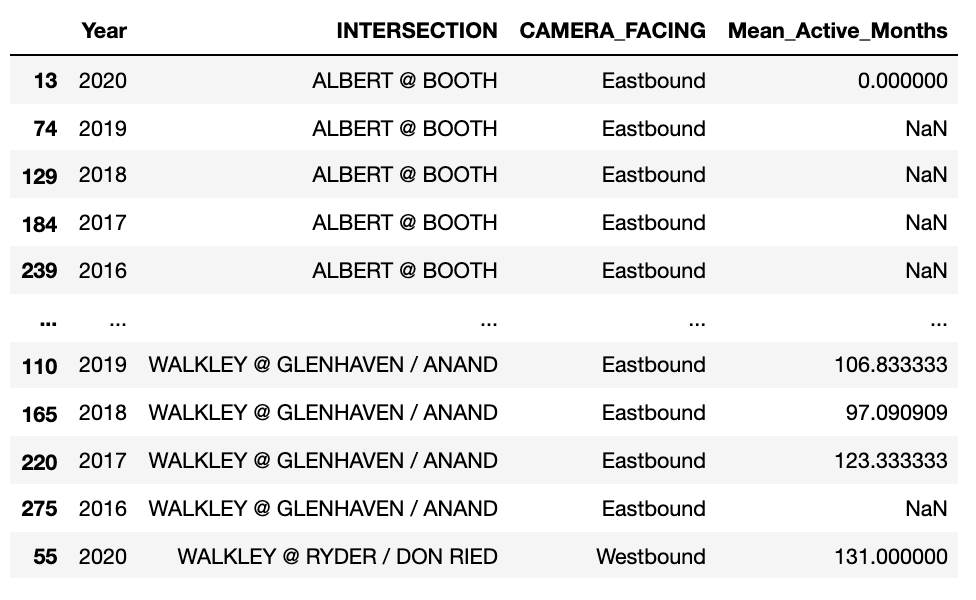 Year INTERSECTION CAMERA_FACING Mean_Active_Months
13 2020 ALBERT @ BOOTH Eastbound 0.000000
74 2019 ALBERT @ BOOTH Eastbound NaN
129 2018 ALBERT @ BOOTH Eastbound NaN
184 2017 ALBERT @ BOOTH Eastbound NaN
239 2016 ALBERT @ BOOTH Eastbound NaN
... ... ... ... ...
110 2019 WALKLEY @ GLENHAVEN / ANAND Eastbound 106.833333
165 2018 WALKLEY @ GLENHAVEN / ANAND Eastbound 97.090909
220 2017 WALKLEY @ GLENHAVEN / ANAND Eastbound 123.333333
275 2016 WALKLEY @ GLENHAVEN / ANAND Eastbound NaN
55 2020 WALKLEY @ RYDER / DON RIED Westbound 131.000000